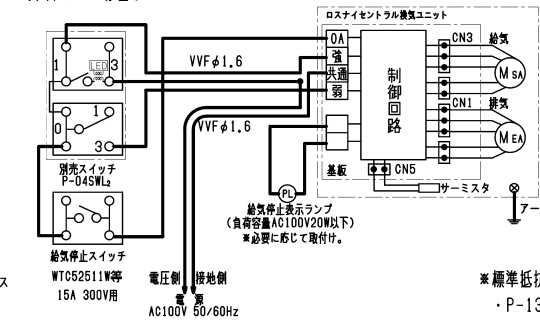 ロスナイセントラル換気ユニット
OA
強
共通
弱
制御回路
CN3
給気
M SA
CN1
排気
M EA
CN5
基板
サーミスタ
VVFφ1.6
VVFφ1.6
1
LED
3
1
0
3
別売スイッチ
P-04SWL₂
PL
給気停止表示ランプ
(負荷容量AC100V20W以下)
※必要に応じて取付け。
給気停止スイッチ
WTC52511W等
15A 300V用
電圧側
接地側
電源
AC100V 50/60Hz
アー
ス
※標準抵抗
・P-13